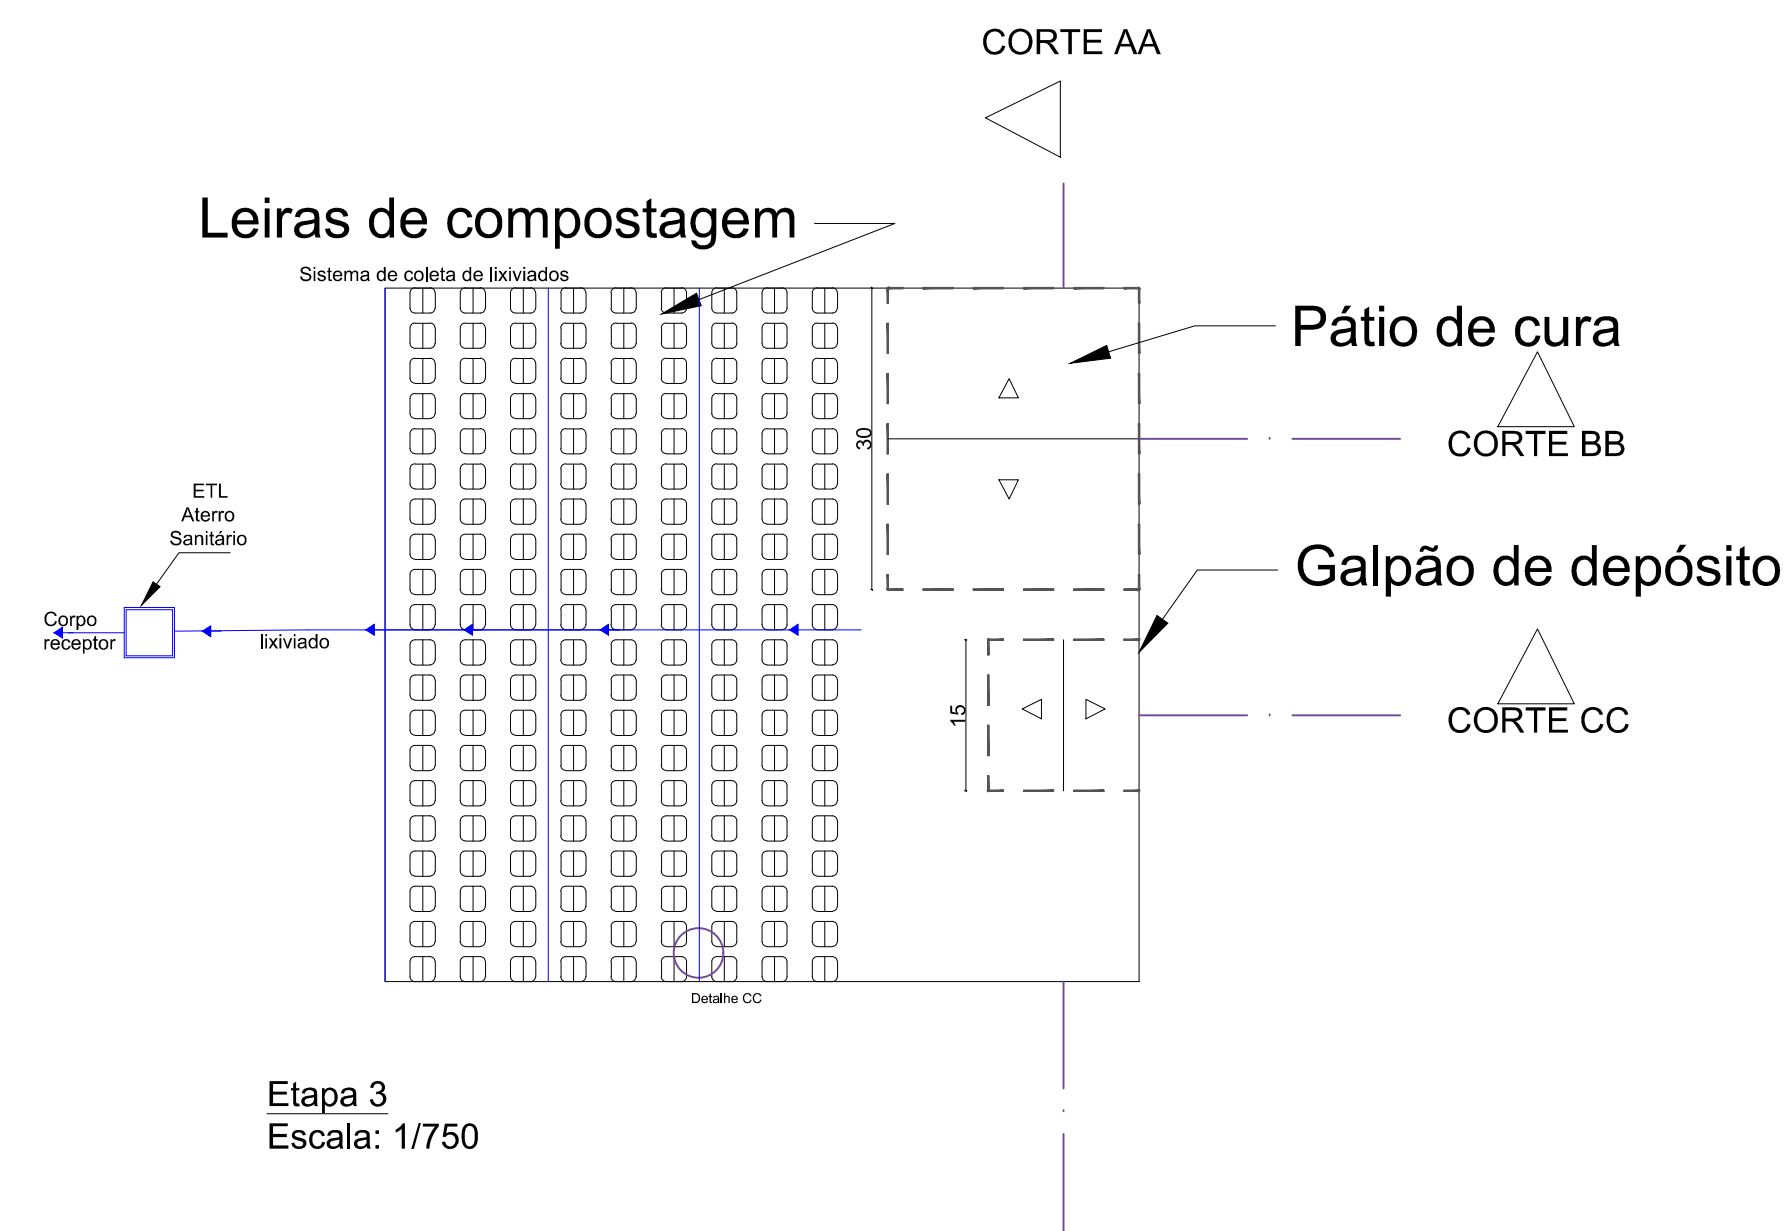 CORTE AA
Leiras de compostagem
Sistema de coleta de lixiviados
Pátio de cura
30
CORTE BB
ETL
Aterro
Sanitário
Galpão de depósito
Corpo
receptor
lixiviado
15
CORTE CC
Detalhe CC
Etapa 3
Escala: 1/750